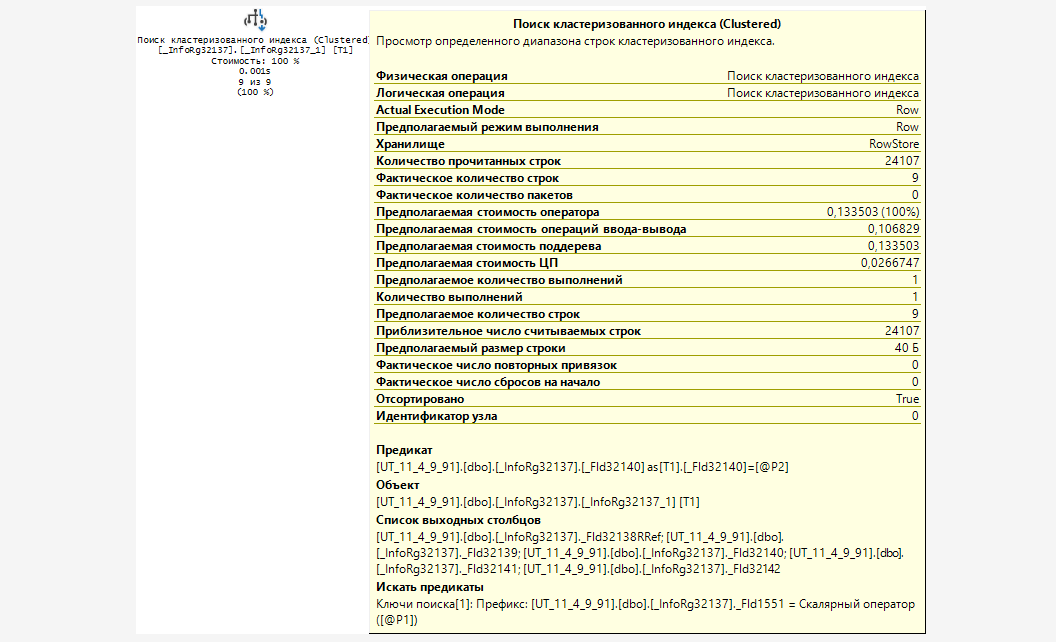 Поиск кластеризованного индекса (Clustered)
[_InfoRg32137].[_InfoRg32137_1] [T1]
Стоимость: 100 %
0.001s
9 из 9
(100 %)
Поиск кластеризованного индекса (Clustered)
Просмотр определенного диапазона строк кластеризованного индекса.
Физическая операция Поиск кластеризованного индекса
Логическая операция Поиск кластеризованного индекса
Actual Execution Mode Row
Предполагаемый режим выполнения Row
Хранилище RowStore
Количество прочитанных строк 24107
Фактическое количество строк 9
Фактическое количество пакетов 0
Предполагаемая стоимость оператора 0,133503 (100%)
Предполагаемая стоимость операций ввода-вывода 0,106829
Предполагаемая стоимость поддерева 0,133503
Предполагаемая стоимость ЦП 0,0266747
Предполагаемое количество выполнений 1
Количество выполнений 1
Предполагаемое количество строк 9
Приблизительное число считываемых строк 24107
Предполагаемый размер строки 40 Б
Фактическое число повторных привязок 0
Фактическое число сбросов на начало 0
Отсортировано True
Идентификатор узла 0
Предикат
[UT_11_4_9_91].[dbo].[_InfoRg32137].[_Fld32140] as [T1].[_Fld32140]=[@P2]
Объект
[UT_11_4_9_91].[dbo].[_InfoRg32137].[_InfoRg32137_1] [T1]
Список выходных столбцов
[UT_11_4_9_91].[dbo].[_InfoRg32137]._Fld32138RRef; [UT_11_4_9_91].[dbo].
[_InfoRg32137]._Fld32139; [UT_11_4_9_91].[dbo].[_InfoRg32137]._Fld32140; [UT_11_4_9_91].[dbo].
[_InfoRg32137]._Fld32141; [UT_11_4_9_91].[dbo].[_InfoRg32137]._Fld32142
Искать предикаты
Ключи поиска[1]: Префикс: [UT_11_4_9_91].[dbo].[_InfoRg32137]._Fld1551 = Скалярный оператор
([@P1])